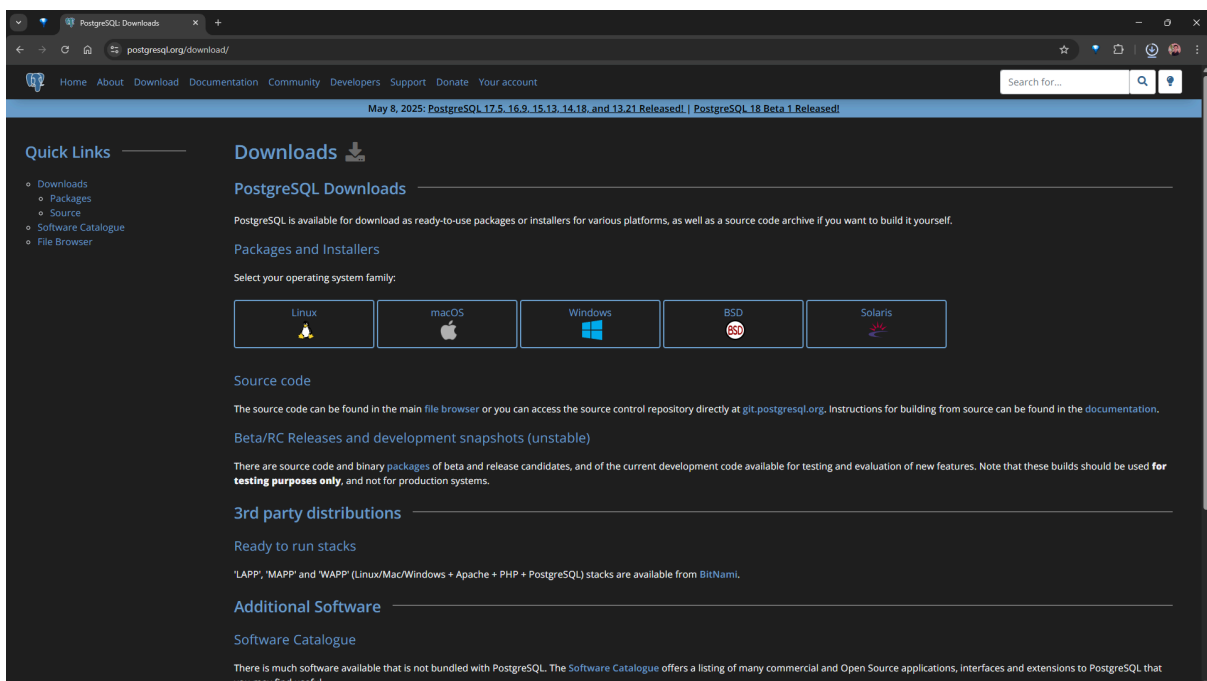 PostgreSQL: Downloads
postgresql.org/download/
Home About Download Documentation Community Developers Support Donate Your account
Search for...
May 8, 2025: PostgreSQL 17.5, 16.9, 15.13, 14.18, and 13.21 Released! | PostgreSQL 18 Beta 1 Released!
Quick Links
Downloads
Packages
Source
Software Catalogue
File Browser
Downloads
PostgreSQL Downloads
PostgreSQL is available for download as ready-to-use packages or installers for various platforms, as well as a source code archive if you want to build it yourself.
Packages and Installers
Select your operating system family:
Linux
macOS
Windows
BSD
BSD
Solaris
Source code
The source code can be found in the main file browser or you can access the source control repository directly at git.postgresql.org. Instructions for building from source can be found in the documentation.
Beta/RC Releases and development snapshots (unstable)
There are source code and binary packages of beta and release candidates, and of the current development code available for testing and evaluation of new features. Note that these builds should be used for
testing purposes only, and not for production systems.
3rd party distributions
Ready to run stacks
'LAPP', 'MAPP' and 'WAPP' (Linux/Mac/Windows + Apache + PHP + PostgreSQL) stacks are available from BitNami.
Additional Software
Software Catalogue
There is much software available that is not bundled with PostgreSQL. The Software Catalogue offers a listing of many commercial and Open Source applications, interfaces and extensions to PostgreSQL that